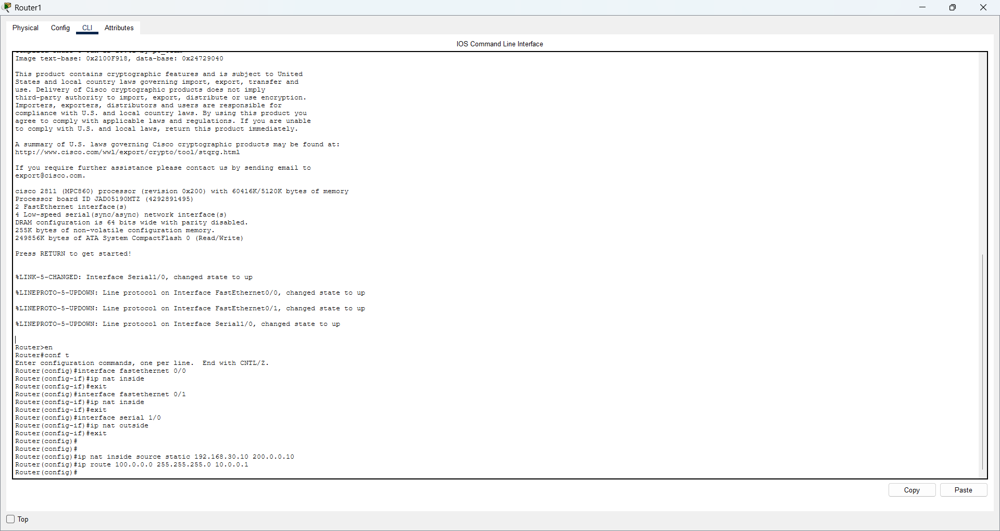 Router1
Physical Config CLI Attributes
IOS Command Line Interface
Image text-base: 0x2100F918, data-base: 0x24729040
This product contains cryptographic features and is subject to United
States and local country laws governing import, export, transfer and
use. Delivery of Cisco cryptographic products does not imply
third-party authority to import, export, distribute or use encryption.
Importers, exporters, distributors and users are responsible for
compliance with U.S. and local country laws. By using this product you
agree to comply with applicable laws and regulations. If you are unable
to comply with U.S. and local laws, return this product immediately.
A summary of U.S. laws governing Cisco cryptographic products may be found at:
http://www.cisco.com/wwl/export/crypto/tool/stqrg.html
If you require further assistance please contact us by sending email to
export@cisco.com.
cisco 2811 (MPC860) processor (revision 0x200) with 60416K/5120K bytes of memory
Processor board ID JAD05190MTZ (4292891495)
2 FastEthernet interface(s)
4 Low-speed serial(sync/async) network interface(s)
DRAM configuration is 64 bits wide with parity disabled.
255K bytes of non-volatile configuration memory.
249856K bytes of ATA System CompactFlash 0 (Read/Write)
Press RETURN to get started!
%LINK-5-CHANGED: Interface Serial1/0, changed state to up
%LINEPROTO-5-UPDOWN: Line protocol on Interface FastEthernet0/0, changed state to up
%LINEPROTO-5-UPDOWN: Line protocol on Interface FastEthernet0/1, changed state to up
%LINEPROTO-5-UPDOWN: Line protocol on Interface Serial1/0, changed state to up
Router>en
Router#conf t
Enter configuration commands, one per line.  End with CNTL/Z.
Router(config)#interface fastethernet 0/0
Router(config-if)#ip nat inside
Router(config-if)#exit
Router(config)#interface fastethernet 0/1
Router(config-if)#ip nat inside
Router(config-if)#exit
Router(config)#interface serial 1/0
Router(config-if)#ip nat outside
Router(config-if)#exit
Router(config)#
Router(config)#
Router(config)#ip nat inside source static 192.168.30.10 200.0.0.10
Router(config)#ip route 100.0.0.0 255.255.255.0 10.0.0.1
Router(config)#
Copy Paste
Top